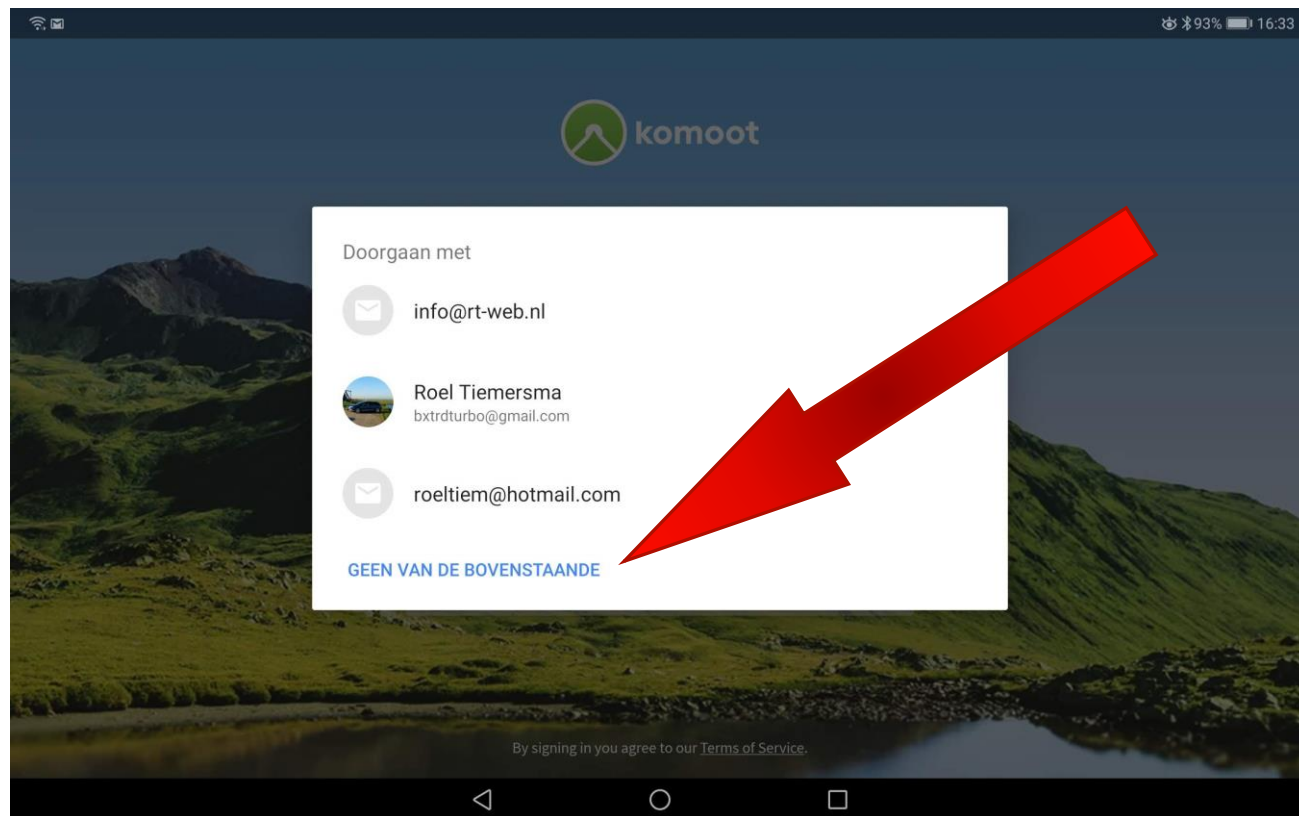 93% 16:33
komoot
Doorgaan met
info@rt-web.nl
Roel Tiemersma
bxtrdturbo@gmail.com
roeltiem@hotmail.com
GEEN VAN DE BOVENSTAANDE
By signing in you agree to our Terms of Service.